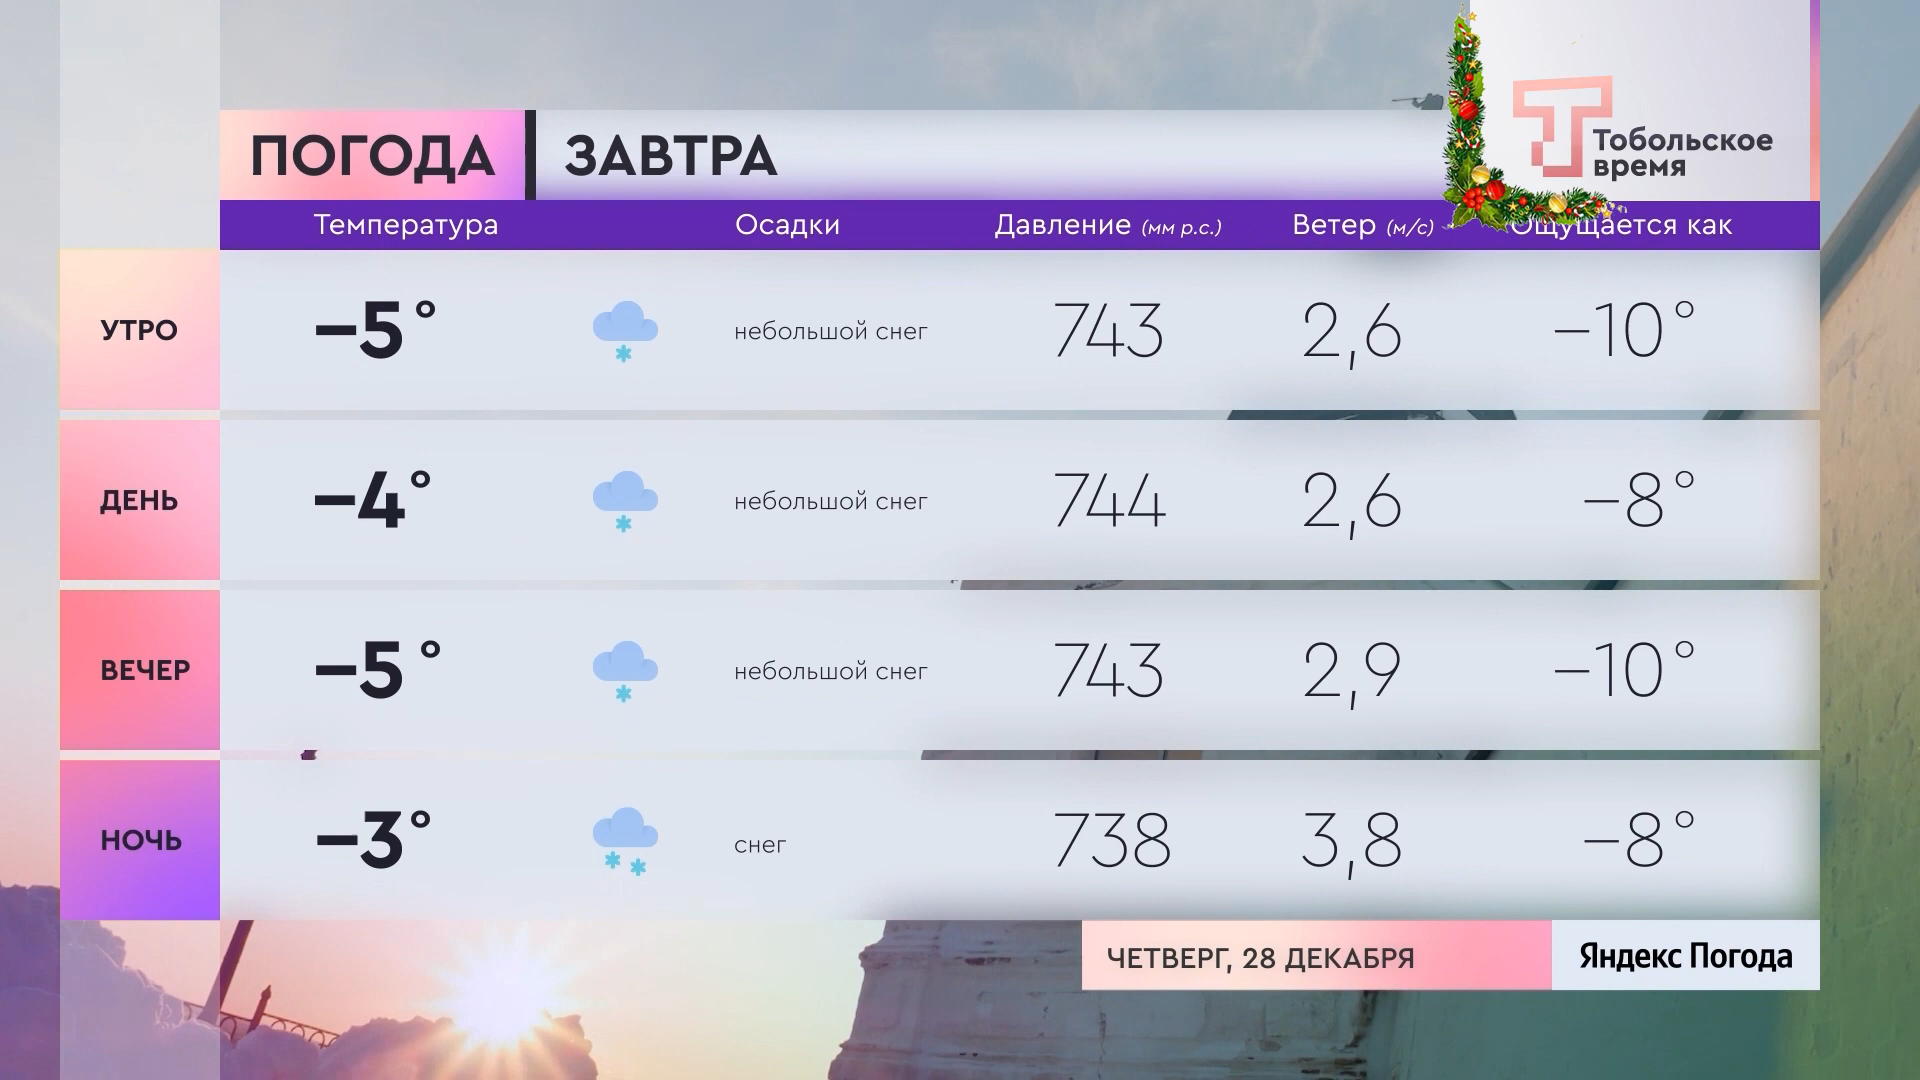 ПОГОДА ЗАВТРА
Тобольское
время
Температура Осадки Давление (мм р.с.) Ветер (м/с) Ощущается как
УТРО −5° небольшой снег 743 2,6 −10°
ДЕНЬ −4° небольшой снег 744 2,6 −8°
ВЕЧЕР −5° небольшой снег 743 2,9 −10°
НОЧЬ −3° снег 738 3,8 −8°
ЧЕТВЕРГ, 28 ДЕКАБРЯ Яндекс Погода